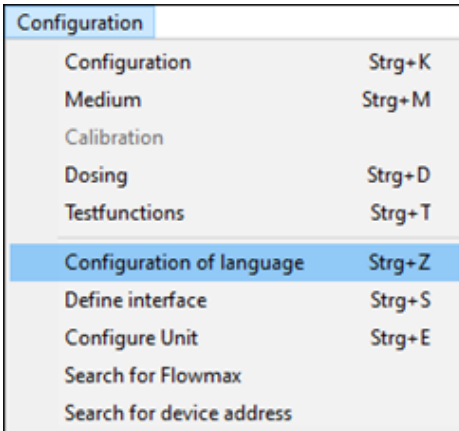 Configuration
Configuration Strg+K
Medium Strg+M
Calibration
Dosing Strg+D
Testfunctions Strg+T
Configuration of language Strg+Z
Define interface Strg+S
Configure Unit Strg+E
Search for Flowmax
Search for device address